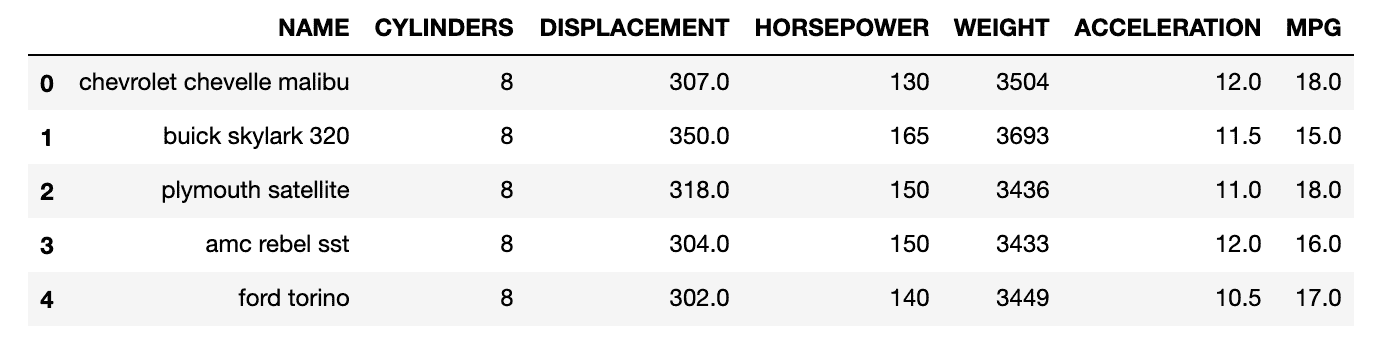 NAME CYLINDERS DISPLACEMENT HORSEPOWER WEIGHT ACCELERATION MPG
0 chevrolet chevelle malibu 8 307.0 130 3504 12.0 18.0
1 buick skylark 320 8 350.0 165 3693 11.5 15.0
2 plymouth satellite 8 318.0 150 3436 11.0 18.0
3 amc rebel sst 8 304.0 150 3433 12.0 16.0
4 ford torino 8 302.0 140 3449 10.5 17.0